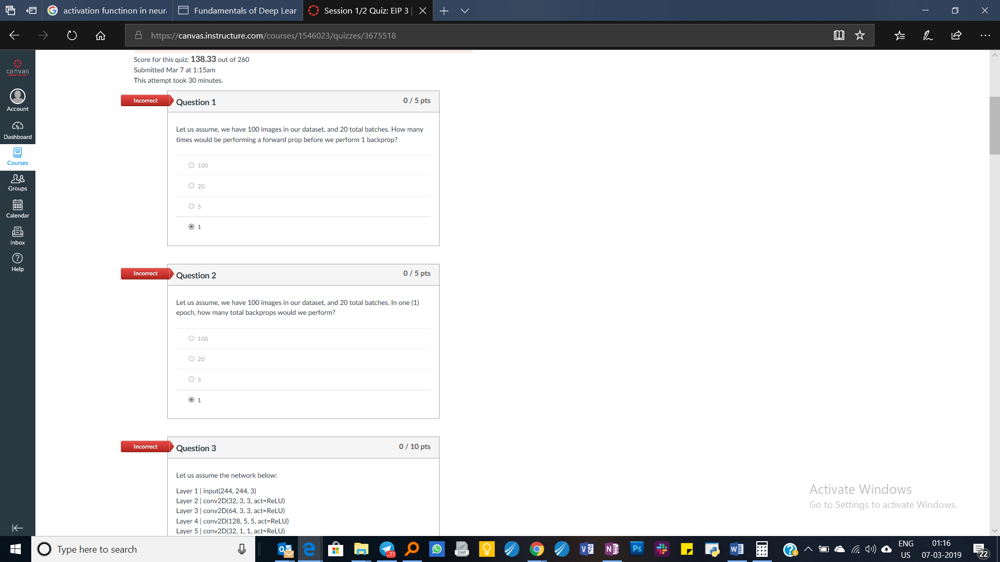 activation functinon in neur
Fundamentals of Deep Lear
Session 1/2 Quiz: EIP 3
https://canvas.instructure.com/courses/1546023/quizzes/3675518
canvas
Account
Dashboard
Courses
Groups
Calendar
Inbox
Help
Score for this quiz: 138.33 out of 260
Submitted Mar 7 at 1:15am
This attempt took 30 minutes.
Incorrect
Question 1
0 / 5 pts
Let us assume, we have 100 images in our dataset, and 20 total batches. How many
times would be performing a forward prop before we perform 1 backprop?
100
20
5
1
Incorrect
Question 2
0 / 5 pts
Let us assume, we have 100 images in our dataset, and 20 total batches. In one (1)
epoch, how many total backprops would we perform?
100
20
5
1
Incorrect
Question 3
0 / 10 pts
Let us assume the network below:
Layer 1 | input(244, 244, 3)
Layer 2 | conv2D(32, 3, 3, act=ReLU)
Layer 3 | conv2D(64, 3, 3, act=ReLU)
Layer 4 | conv2D(128, 5, 5, act=ReLU)
Layer 5 | conv2D(32, 1, 1, act=ReLU)
Activate Windows
Go to Settings to activate Windows.
Type here to search
71
SWF
Ps
ENG
US
01:16
07-03-2019
22